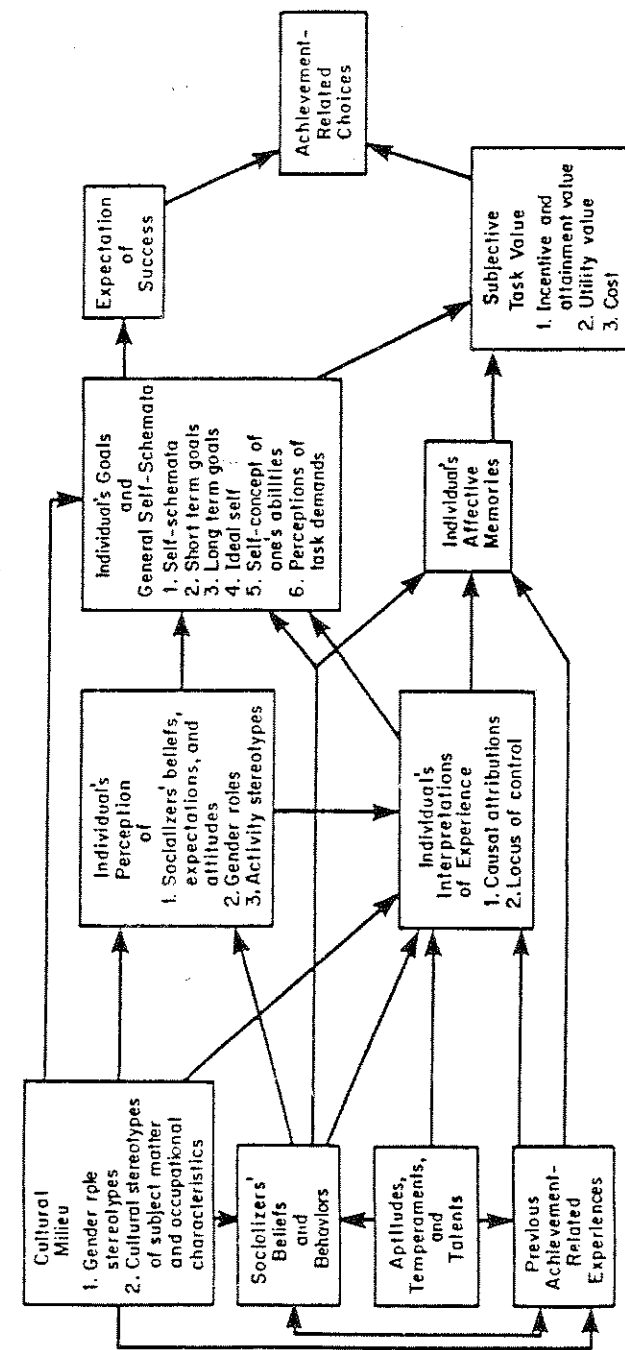 Cultural
Milieu
1. Gender rple
stereotypes
2. Cultural stereotypes
of subject matter
and occupational
characteristics
Socializers'
Beliefs
and
Behaviors
Aptitudes,
Temperaments,
and
Talents
Previous
Achievement-
Related
Experiences
Individual's
Perception
of
1. Socializers' beliefs,
expectations, and
attitudes
2. Gender roles
3. Activity stereotypes
Individual's
Interpretations
of Experience
1. Causal attributions
2. Locus of control
Individual's Goals
and
General Self-Schemata
1. Self-schemata
2. Short term goals
3. Long term goals
4. Ideal self
5. Self-concept of
one's abilities
6. Perceptions of
task demands
Individual's
Affective
Memories
Expectation
of
Success
Subjective
Task Value
1. Incentive and
attainment value
2. Utility value
3. Cost
Achievement-
Related
Choices